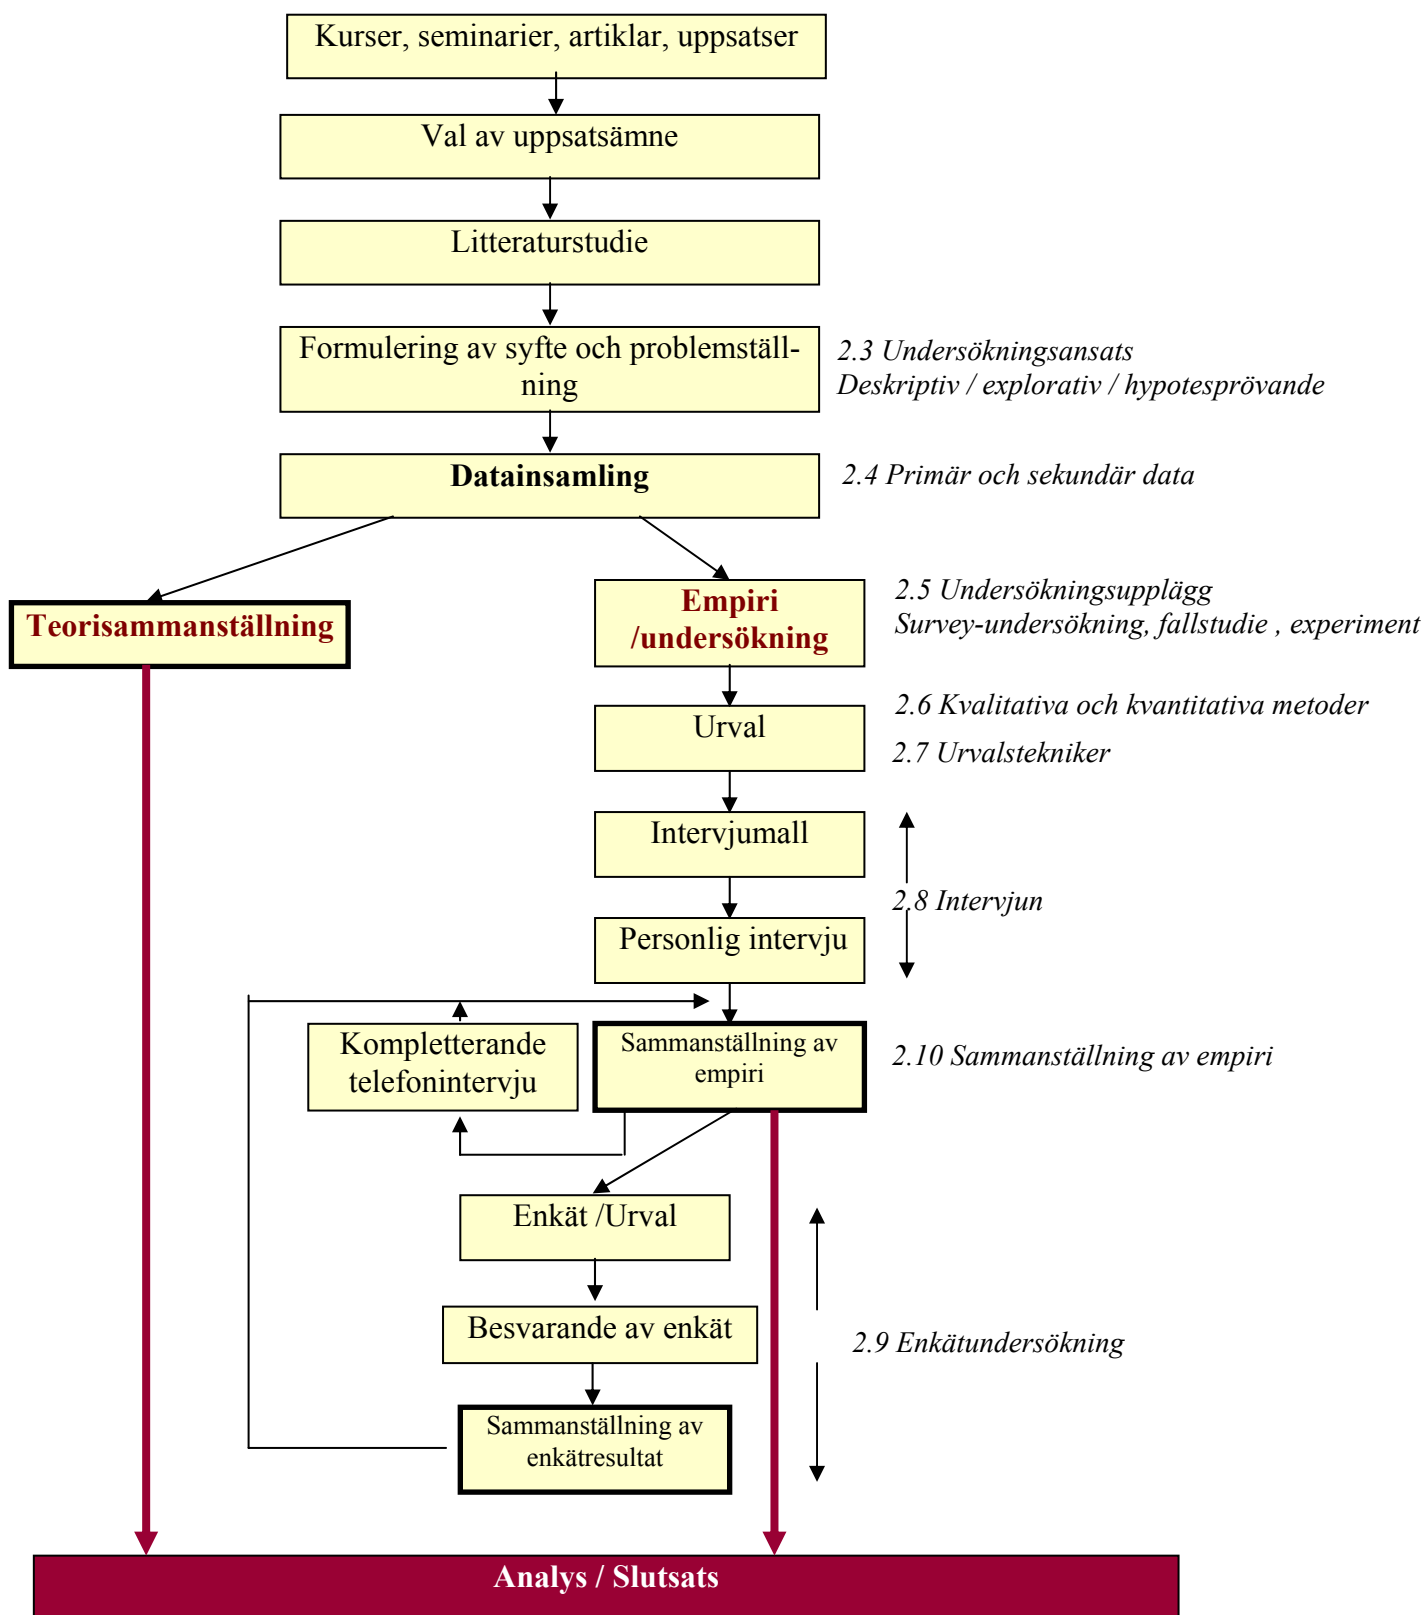 Kurser, seminarier, artiklar, uppsatser
Val av uppsatsämne
Litteraturstudie
Formulering av syfte och problemställ-
ning
2.3 Undersökningsansats
Deskriptiv / explorativ / hypotesprövande
Datainsamling
2.4 Primär och sekundär data
Teorisammanställning
Empiri
/undersökning
2.5 Undersökningsupplägg
Survey-undersökning, fallstudie , experiment
Urval
2.6 Kvalitativa och kvantitativa metoder
2.7 Urvalstekniker
Intervjumall
2.8 Intervjun
Personlig intervju
Kompletterande
telefonintervju
Sammanställning av
empiri
2.10 Sammanställning av empiri
Enkät /Urval
Besvarande av enkät
2.9 Enkätundersökning
Sammanställning av
enkätresultat
Analys / Slutsats